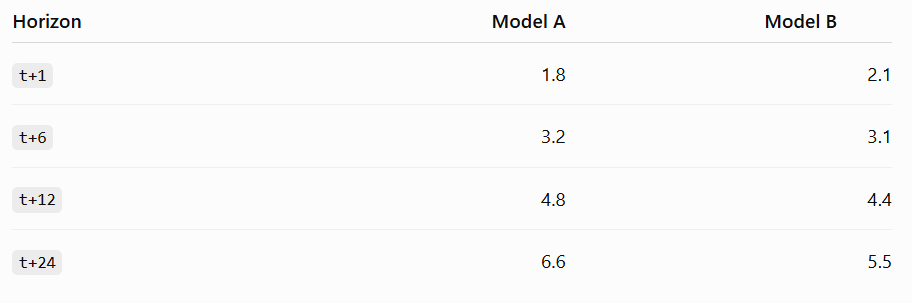 Horizon Model A Model B
t+1 1.8 2.1
t+6 3.2 3.1
t+12 4.8 4.4
t+24 6.6 5.5